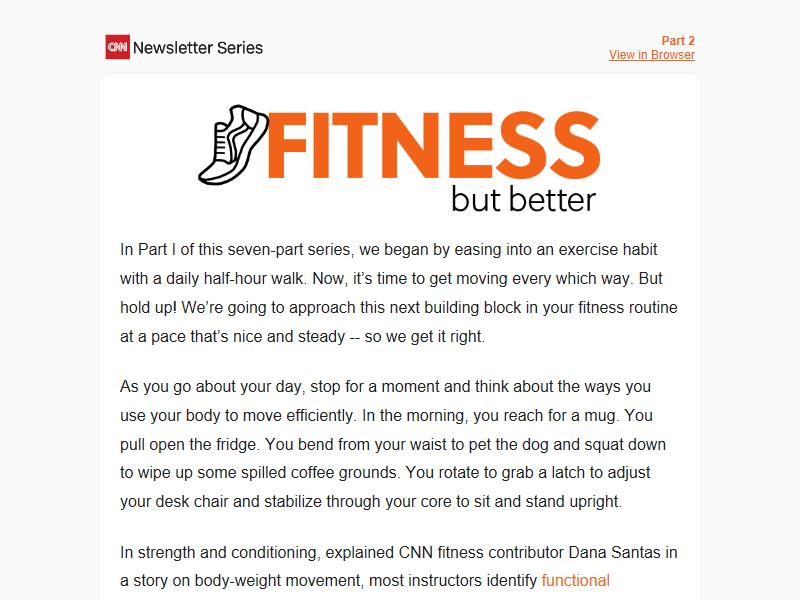 CNN Newsletter Series
Part 2
View in Browser
FITNESS
but better
In Part I of this seven-part series, we began by easing into an exercise habit
with a daily half-hour walk. Now, it’s time to get moving every which way. But
hold up! We’re going to approach this next building block in your fitness routine
at a pace that’s nice and steady -- so we get it right.
As you go about your day, stop for a moment and think about the ways you
use your body to move efficiently. In the morning, you reach for a mug. You
pull open the fridge. You bend from your waist to pet the dog and squat down
to wipe up some spilled coffee grounds. You rotate to grab a latch to adjust
your desk chair and stabilize through your core to sit and stand upright.
In strength and conditioning, explained CNN fitness contributor Dana Santas in
a story on body-weight movement, most instructors identify functional